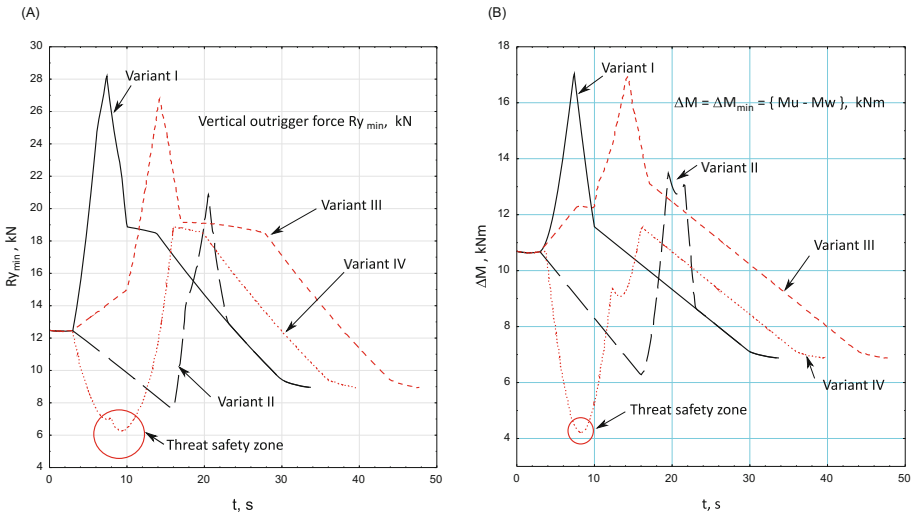 (A)
30
28
26
24
22
20
18
16
14
12
10
8
6
4
Ry min , kN
Variant I
Vertical outrigger force Ry min, kN
Variant III
Variant IV
Variant II
Threat safety zone
0 10 20 30 40 50
t, s
(B)
18
16
14
12
10
8
6
4
ΔM , kNm
Variant I
ΔM = ΔM min = { Mu - Mw }, kNm
Variant II
Variant III
Variant IV
Threat safety zone
0 10 20 30 40 50
t, s